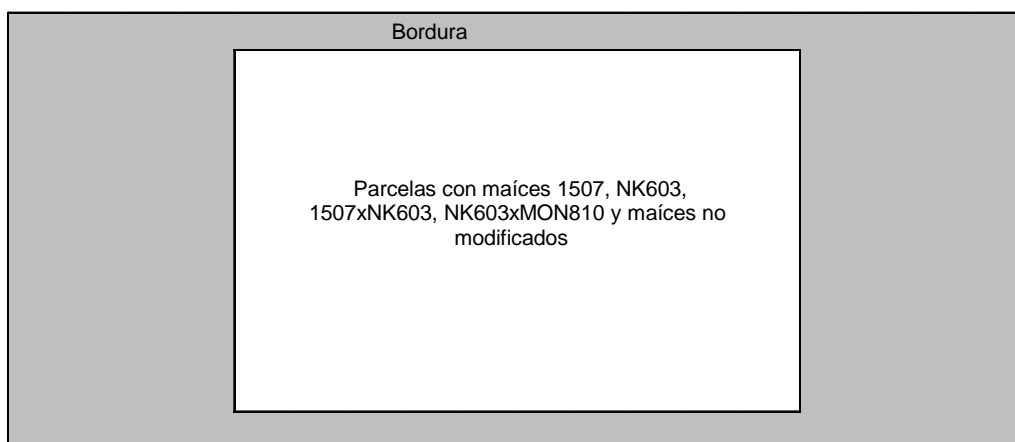 Bordura
Parcelas con maíces 1507, NK603,
1507xNK603, NK603xMON810 y maíces no
modificados